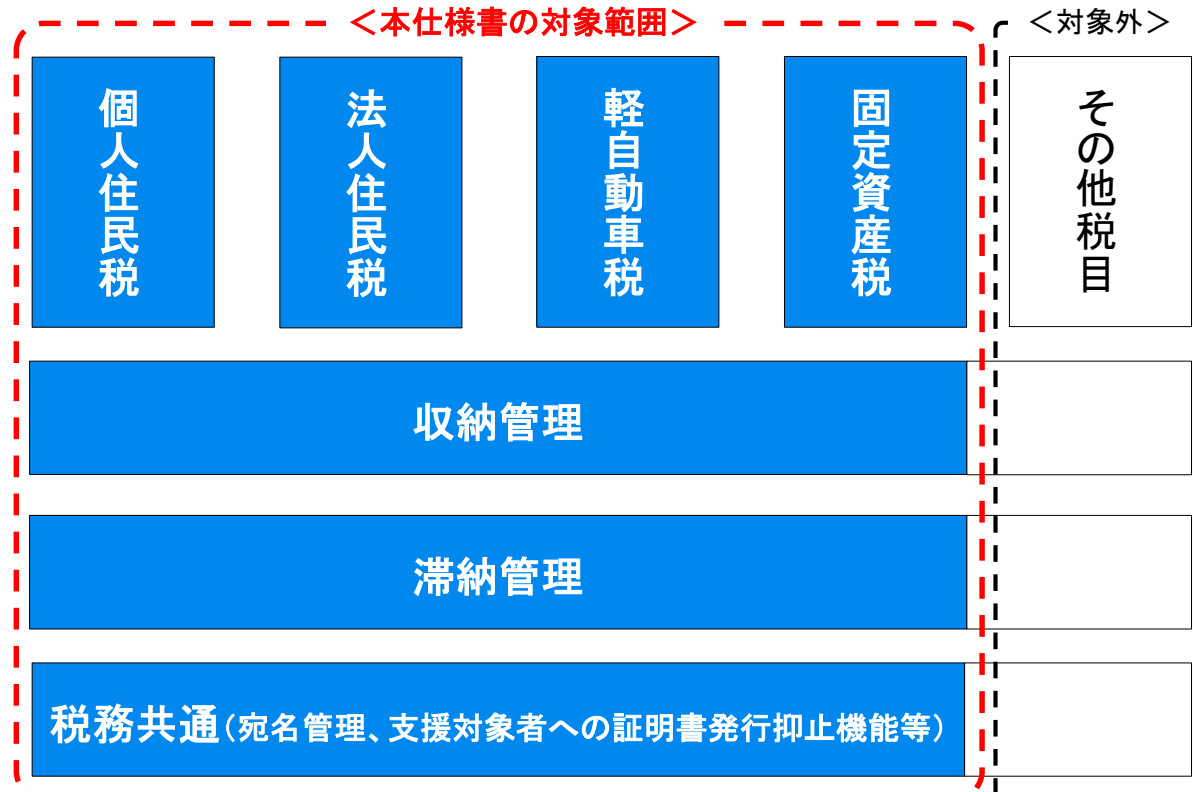 ＜本仕様書の対象範囲＞
＜対象外＞
個人住民税
法人住民税
軽自動車税
固定資産税
その他税目
収納管理
滞納管理
税務共通（宛名管理、支援対象者への証明書発行抑止機能等）